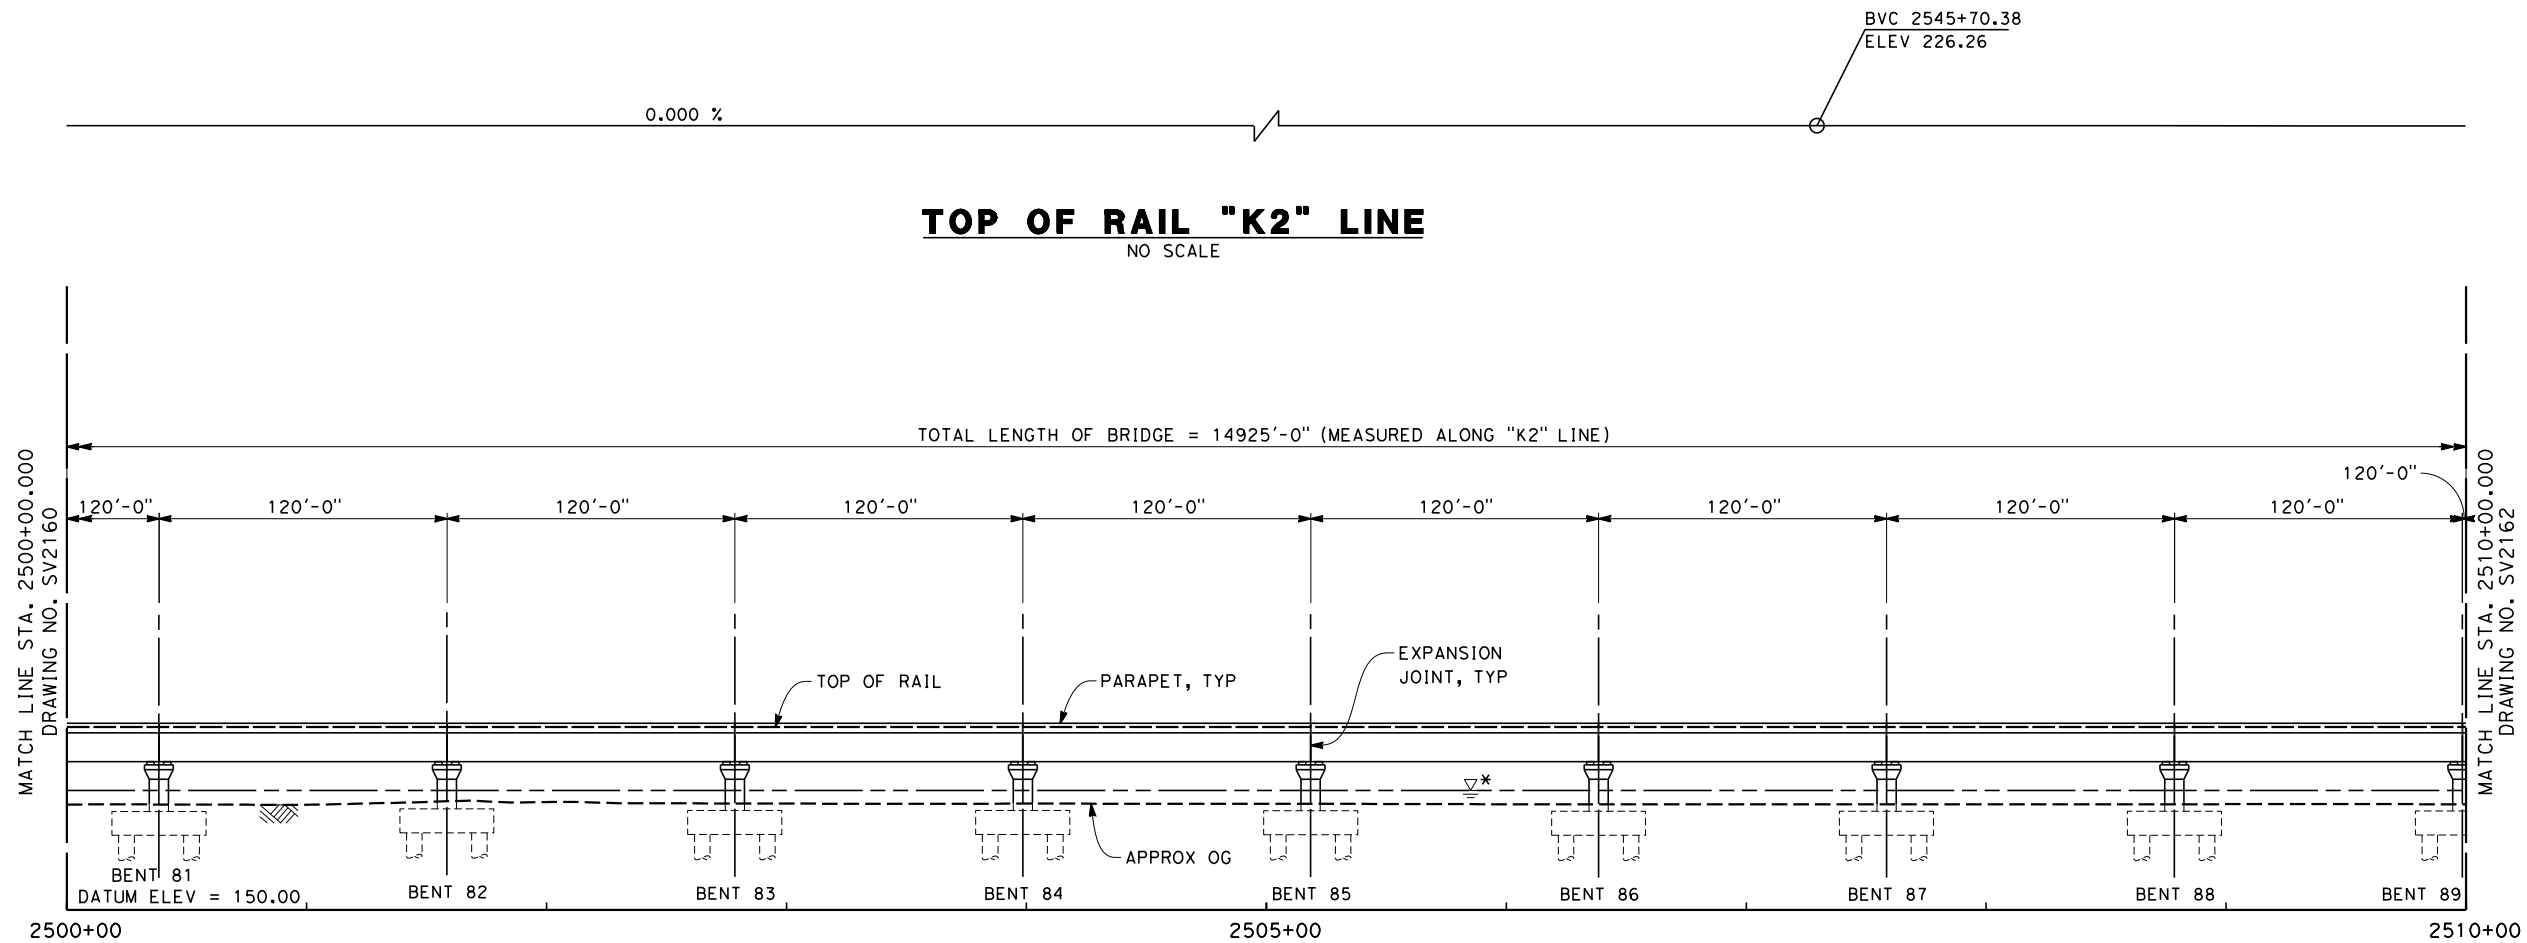 BVC 2545+70.38
ELEV 226.26
0.000 %
TOP OF RAIL "K2" LINE
NO SCALE
TOTAL LENGTH OF BRIDGE = 14925'-0" (MEASURED ALONG "K2" LINE)
120'-0"
120'-0" 120'-0" 120'-0" 120'-0" 120'-0" 120'-0" 120'-0" 120'-0" 120'-0"
MATCH LINE STA. 2500+00.000
DRAWING NO. SV2160
MATCH LINE STA. 2510+00.000
DRAWING NO. SV2162
EXPANSION
JOINT, TYP
TOP OF RAIL
PARAPET, TYP
*
APPROX OG
BENT 81
BENT 82
BENT 83
BENT 84
BENT 85
BENT 86
BENT 87
BENT 88
BENT 89
DATUM ELEV = 150.00
2500+00
2505+00
2510+00